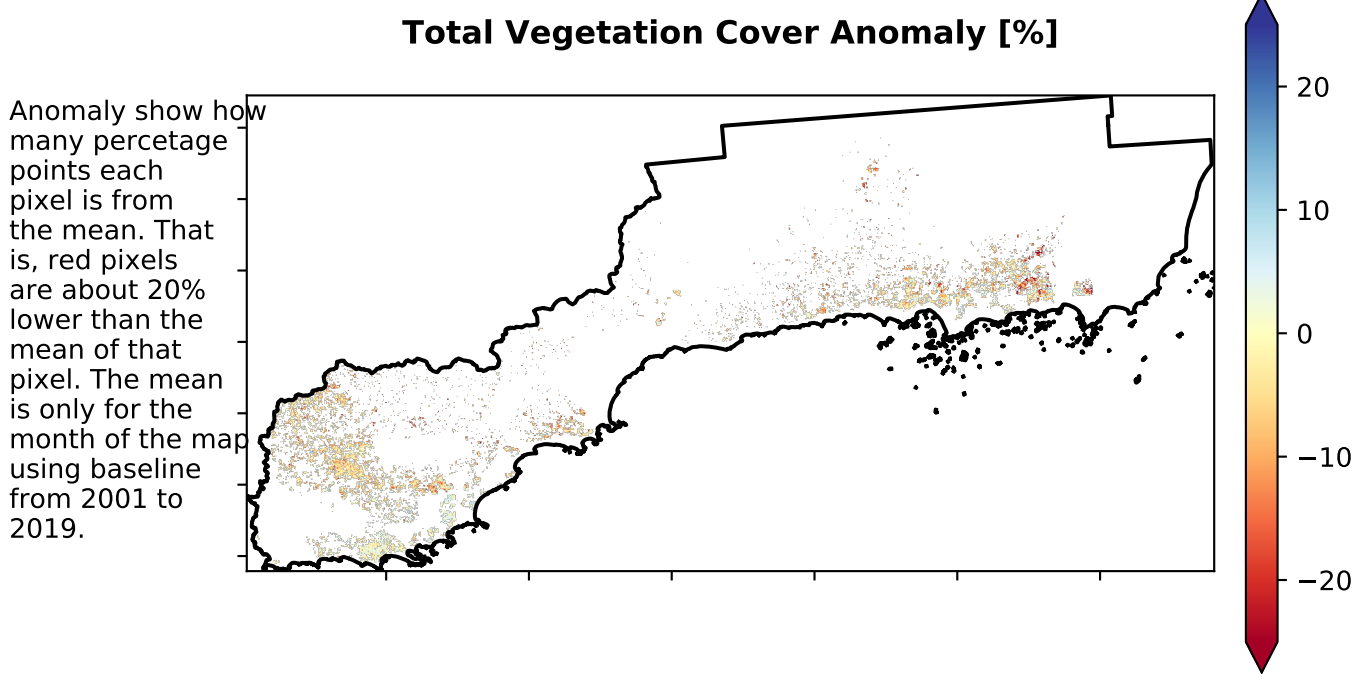 Total Vegetation Cover Anomaly [%]
Anomaly show how
many percetage
points each
pixel is from
the mean. That
is, red pixels
are about 20%
lower than the
mean of that
pixel. The mean
is only for the
month of the map
using baseline
from 2001 to
2019.
20
10
0
−10
−20